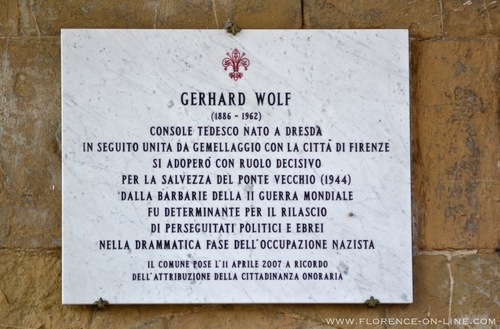 GERHARD WOLF
(1886 - 1962)
CONSOLE TEDESCO NATO A DRESDA
IN SEGUITO UNITA DA GEMELLAGGIO CON LA CITTÀ DI FIRENZE
SI ADOPERÒ CON RUOLO DECISIVO
PER LA SALVEZZA DEL PONTE VECCHIO (1944)
DALLA BARBARIE DELLA II GUERRA MONDIALE
FU DETERMINANTE PER IL RILASCIO
DI PERSEGUITATI POLITICI E EBREI
NELLA DRAMMATICA FASE DELL'OCCUPAZIONE NAZISTA
IL COMUNE POSE L'11 APRILE 2007 A RICORDO
DELL'ATTRIBUZIONE DELLA CITTADINANZA ONORARIA
WWW.FLORENCE-ON-LINE.COM